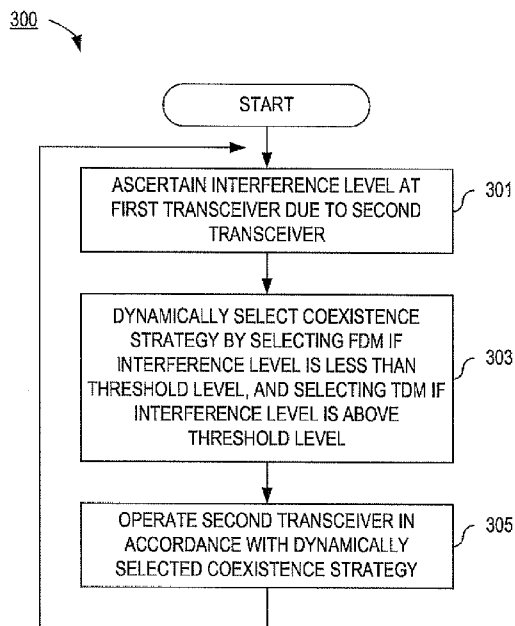 300
START
ASCERTAIN INTERFERENCE LEVEL AT
FIRST TRANSCEIVER DUE TO SECOND
TRANSCEIVER
301
DYNAMICALLY SELECT COEXISTENCE
STRATEGY BY SELECTING FDM IF
INTERFERENCE LEVEL IS LESS THAN
THRESHOLD LEVEL, AND SELECTING TDM IF
INTERFERENCE LEVEL IS ABOVE
THRESHOLD LEVEL
303
OPERATE SECOND TRANSCEIVER IN
ACCORDANCE WITH DYNAMICALLY
SELECTED COEXISTENCE STRATEGY
305